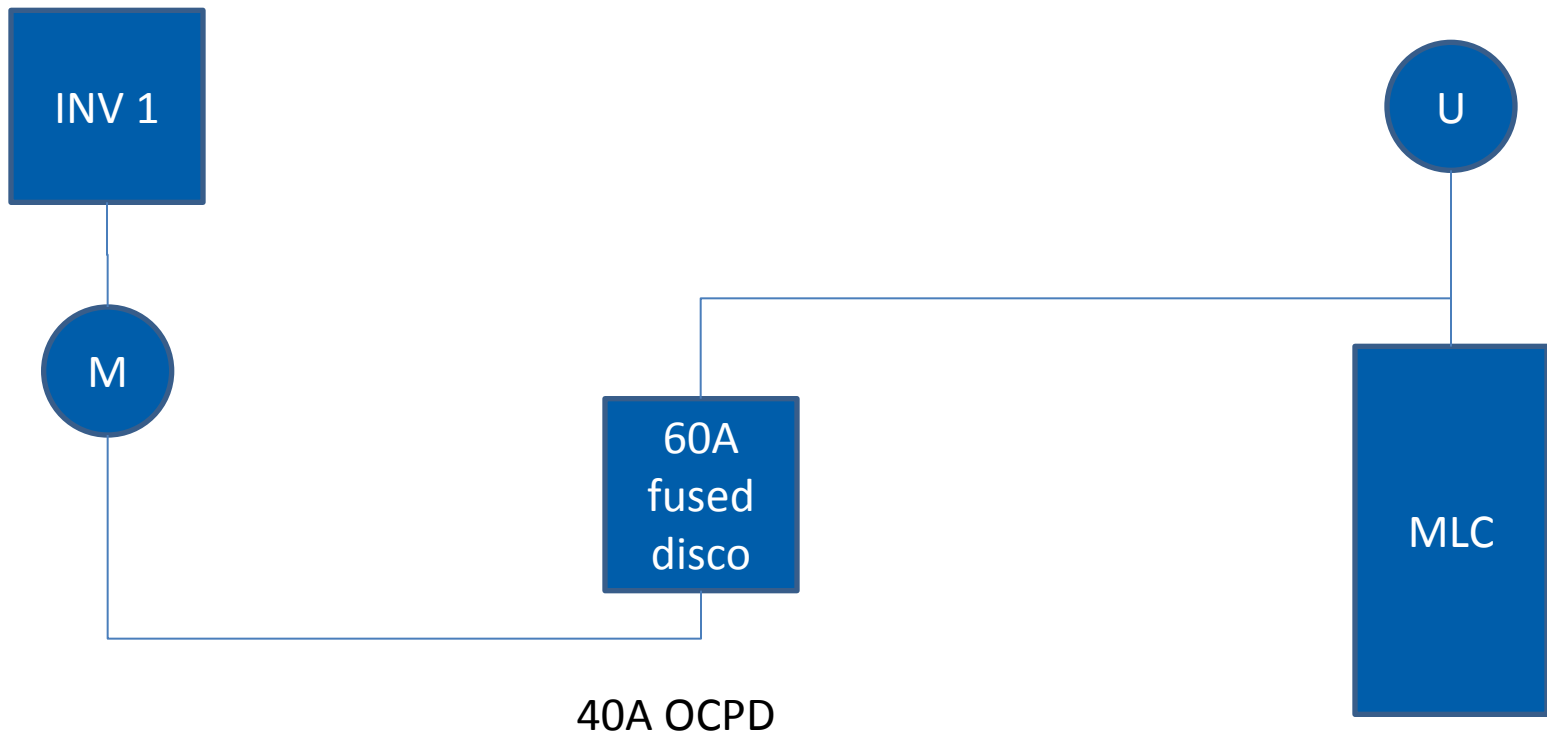 INV 1
U
M
60A
fused
disco
MLC
40A OCPD